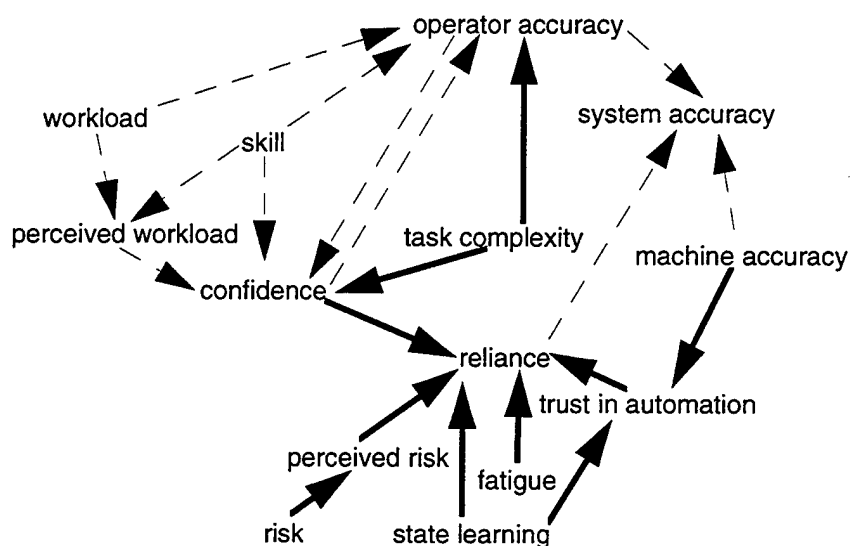 operator accuracy
workload
system accuracy
skill
perceived workload
task complexity
machine accuracy
confidence
reliance
trust in automation
perceived risk
fatigue
risk
state learning